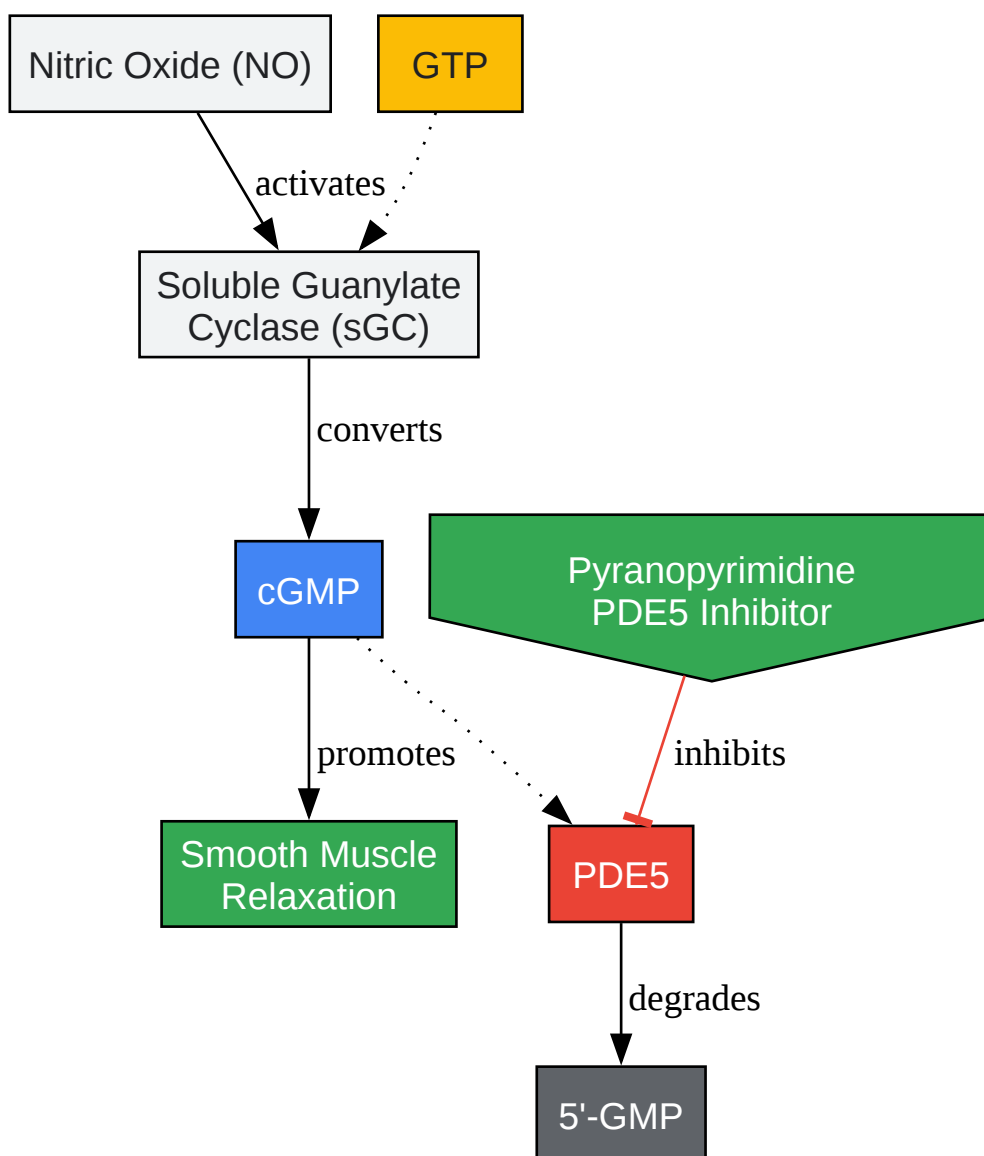 Nitric Oxide (NO)
GTP
activates
Soluble Guanylate
Cyclase (sGC)
converts
cGMP
Pyranopyrimidine
PDE5 Inhibitor
promotes
inhibits
Smooth Muscle
Relaxation
PDE5
degrades
5'-GMP